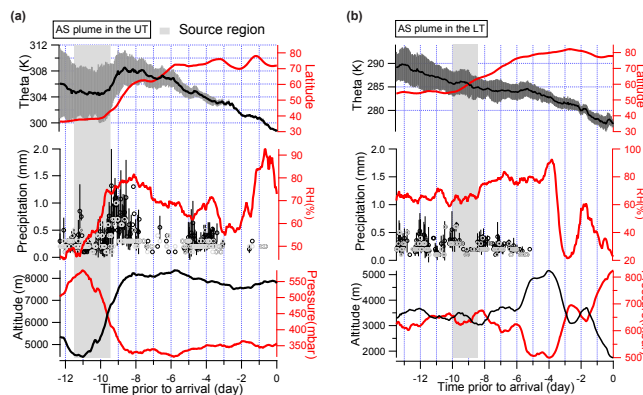 (a)
AS plume in the UT
Source region
Theta (K)
312
308
304
300
Latitude
80
70
60
50
40
30
Precipitation (mm)
2.0
1.5
1.0
0.5
0.0
RH(%)
90
80
70
60
50
Altitude (m)
8000
7000
6000
5000
Pressure(mbar)
550
500
450
400
350
-12 -10 -8 -6 -4 -2 0
Time prior to arrival (day)
(b)
AS plume in the LT
Theta (K)
290
285
280
Latitude
80
70
60
50
40
30
Precipitation (mm)
2.0
1.5
1.0
0.5
0.0
RH(%)
100
80
60
40
20
Altitude (m)
5000
4000
3000
2000
800
700
600
500
-12 -10 -8 -6 -4 -2 0
Time prior to arrival (day)